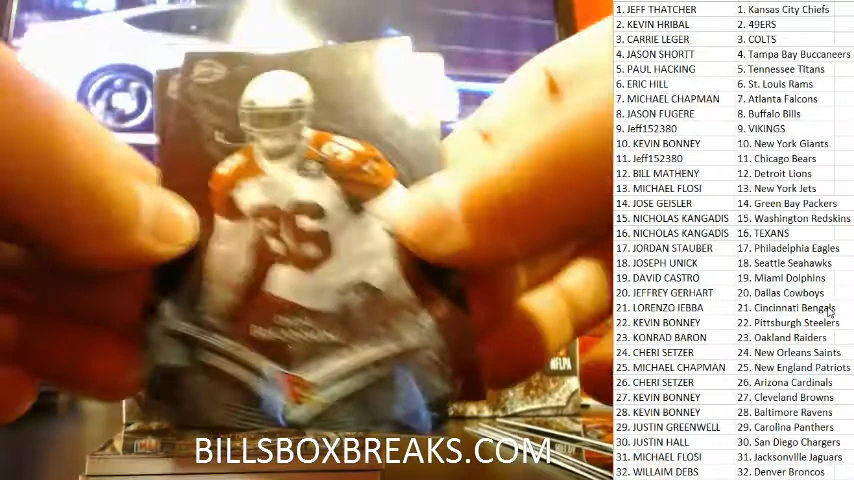 1. JEFF THATCHER 1. Kansas City Chiefs
2. KEVIN HRIBAL 2. 49ERS
3. CARRIE LEGER 3. COLTS
4. JASON SHORTT 4. Tampa Bay Buccaneers
5. PAUL HACKING 5. Tennessee Titans
6. ERIC HILL 6. St. Louis Rams
7. MICHAEL CHAPMAN 7. Atlanta Falcons
8. JASON FUGERE 8. Buffalo Bills
9. Jeff152380 9. VIKINGS
10. KEVIN BONNEY 10. New York Giants
11. Jeff152380 11. Chicago Bears
12. BILL MATHENY 12. Detroit Lions
13. MICHAEL FLOSI 13. New York Jets
14. JOSE GEISLER 14. Green Bay Packers
15. NICHOLAS KANGADIS 15. Washington Redskins
16. NICHOLAS KANGADIS 16. TEXANS
17. JORDAN STAUBER 17. Philadelphia Eagles
18. JOSEPH UNICK 18. Seattle Seahawks
19. DAVID CASTRO 19. Miami Dolphins
20. JEFFREY GERHART 20. Dallas Cowboys
21. LORENZO IEBBA 21. Cincinnati Bengals
22. KEVIN BONNEY 22. Pittsburgh Steelers
23. KONRAD BARON 23. Oakland Raiders
24. CHERI SETZER 24. New Orleans Saints
25. MICHAEL CHAPMAN 25. New England Patriots
26. CHERI SETZER 26. Arizona Cardinals
27. KEVIN BONNEY 27. Cleveland Browns
28. KEVIN BONNEY 28. Baltimore Ravens
29. JUSTIN GREENWELL 29. Carolina Panthers
30. JUSTIN HALL 30. San Diego Chargers
31. MICHAEL FLOSI 31. Jacksonville Jaguars
32. WILLAIM DEBS 32. Denver Broncos
NFLPA
BILLSBOXBREAKS.COM